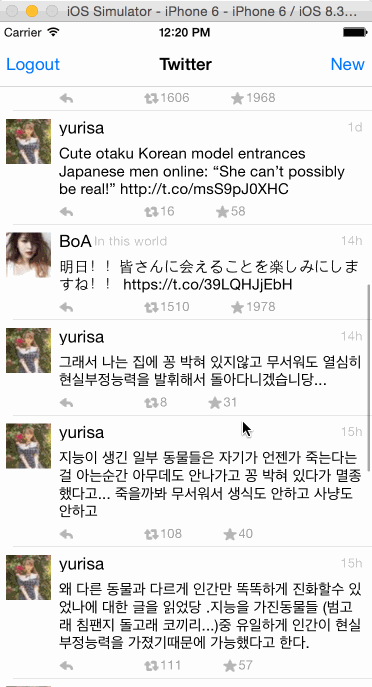 iOS Simulator - iPhone 6 - iPhone 6 / iOS 8.3...
Carrier 12:20 PM
Logout Twitter New
1606 1968
yurisa 1d
Cute otaku Korean model entrances
Japanese men online: “She can’t possibly
be real!” http://t.co/msS9pJ0XHC
16 58
BoA In this world 14h
明日！！皆さんに会えることを楽しみにしま
すね！！ https://t.co/39LQHJjEbH
1510 1978
yurisa 14h
그래서 나는 집에 꽁 박혀 있지않고 무서워도 열심히
현실부정능력을 발휘해서 돌아다니겠습니당...
8 31
yurisa 15h
지능이 생긴 일부 동물들은 자기가 언젠가 죽는다는
걸 아는순간 아무데도 안나가고 꽁 박혀 있다가 멸종
했다고... 죽을까봐 무서워서 생식도 안하고 사냥도
안하고
108 40
yurisa 15h
왜 다른 동물과 다르게 인간만 똑똑하게 진화할수 있
었나에 대한 글을 읽었당 .지능을 가진동물들 (범고
래 침팬지 돌고래 코끼리...)중 유일하게 인간이 현실
부정능력을 가졌기때문에 가능했다고 한다.
111 57